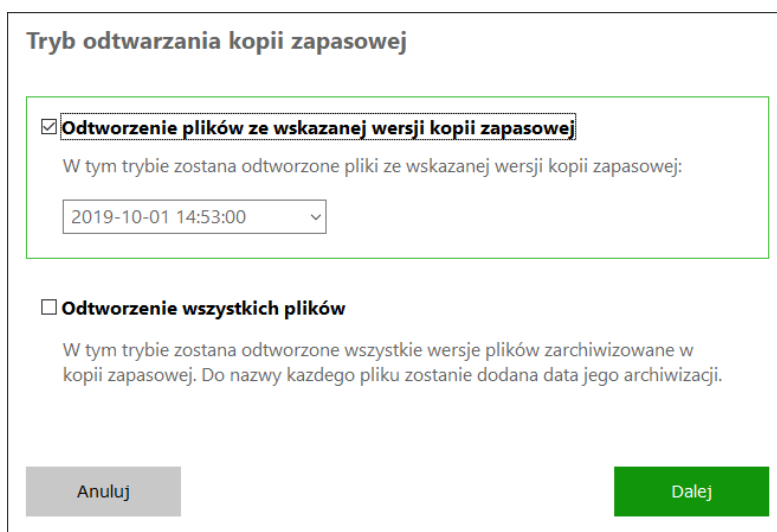 Tryb odtwarzania kopii zapasowej
Odtworzenie plików ze wskazanej wersji kopii zapasowej
W tym trybie zostana odtworzone pliki ze wskazanej wersji kopii zapasowej:
2019-10-01 14:53:00
Odtworzenie wszystkich plików
W tym trybie zostana odtworzone wszystkie wersje plików zarchiwizowane w
kopii zapasowej. Do nazwy kazdego pliku zostanie dodana data jego archiwizacji.
Anuluj
Dalej